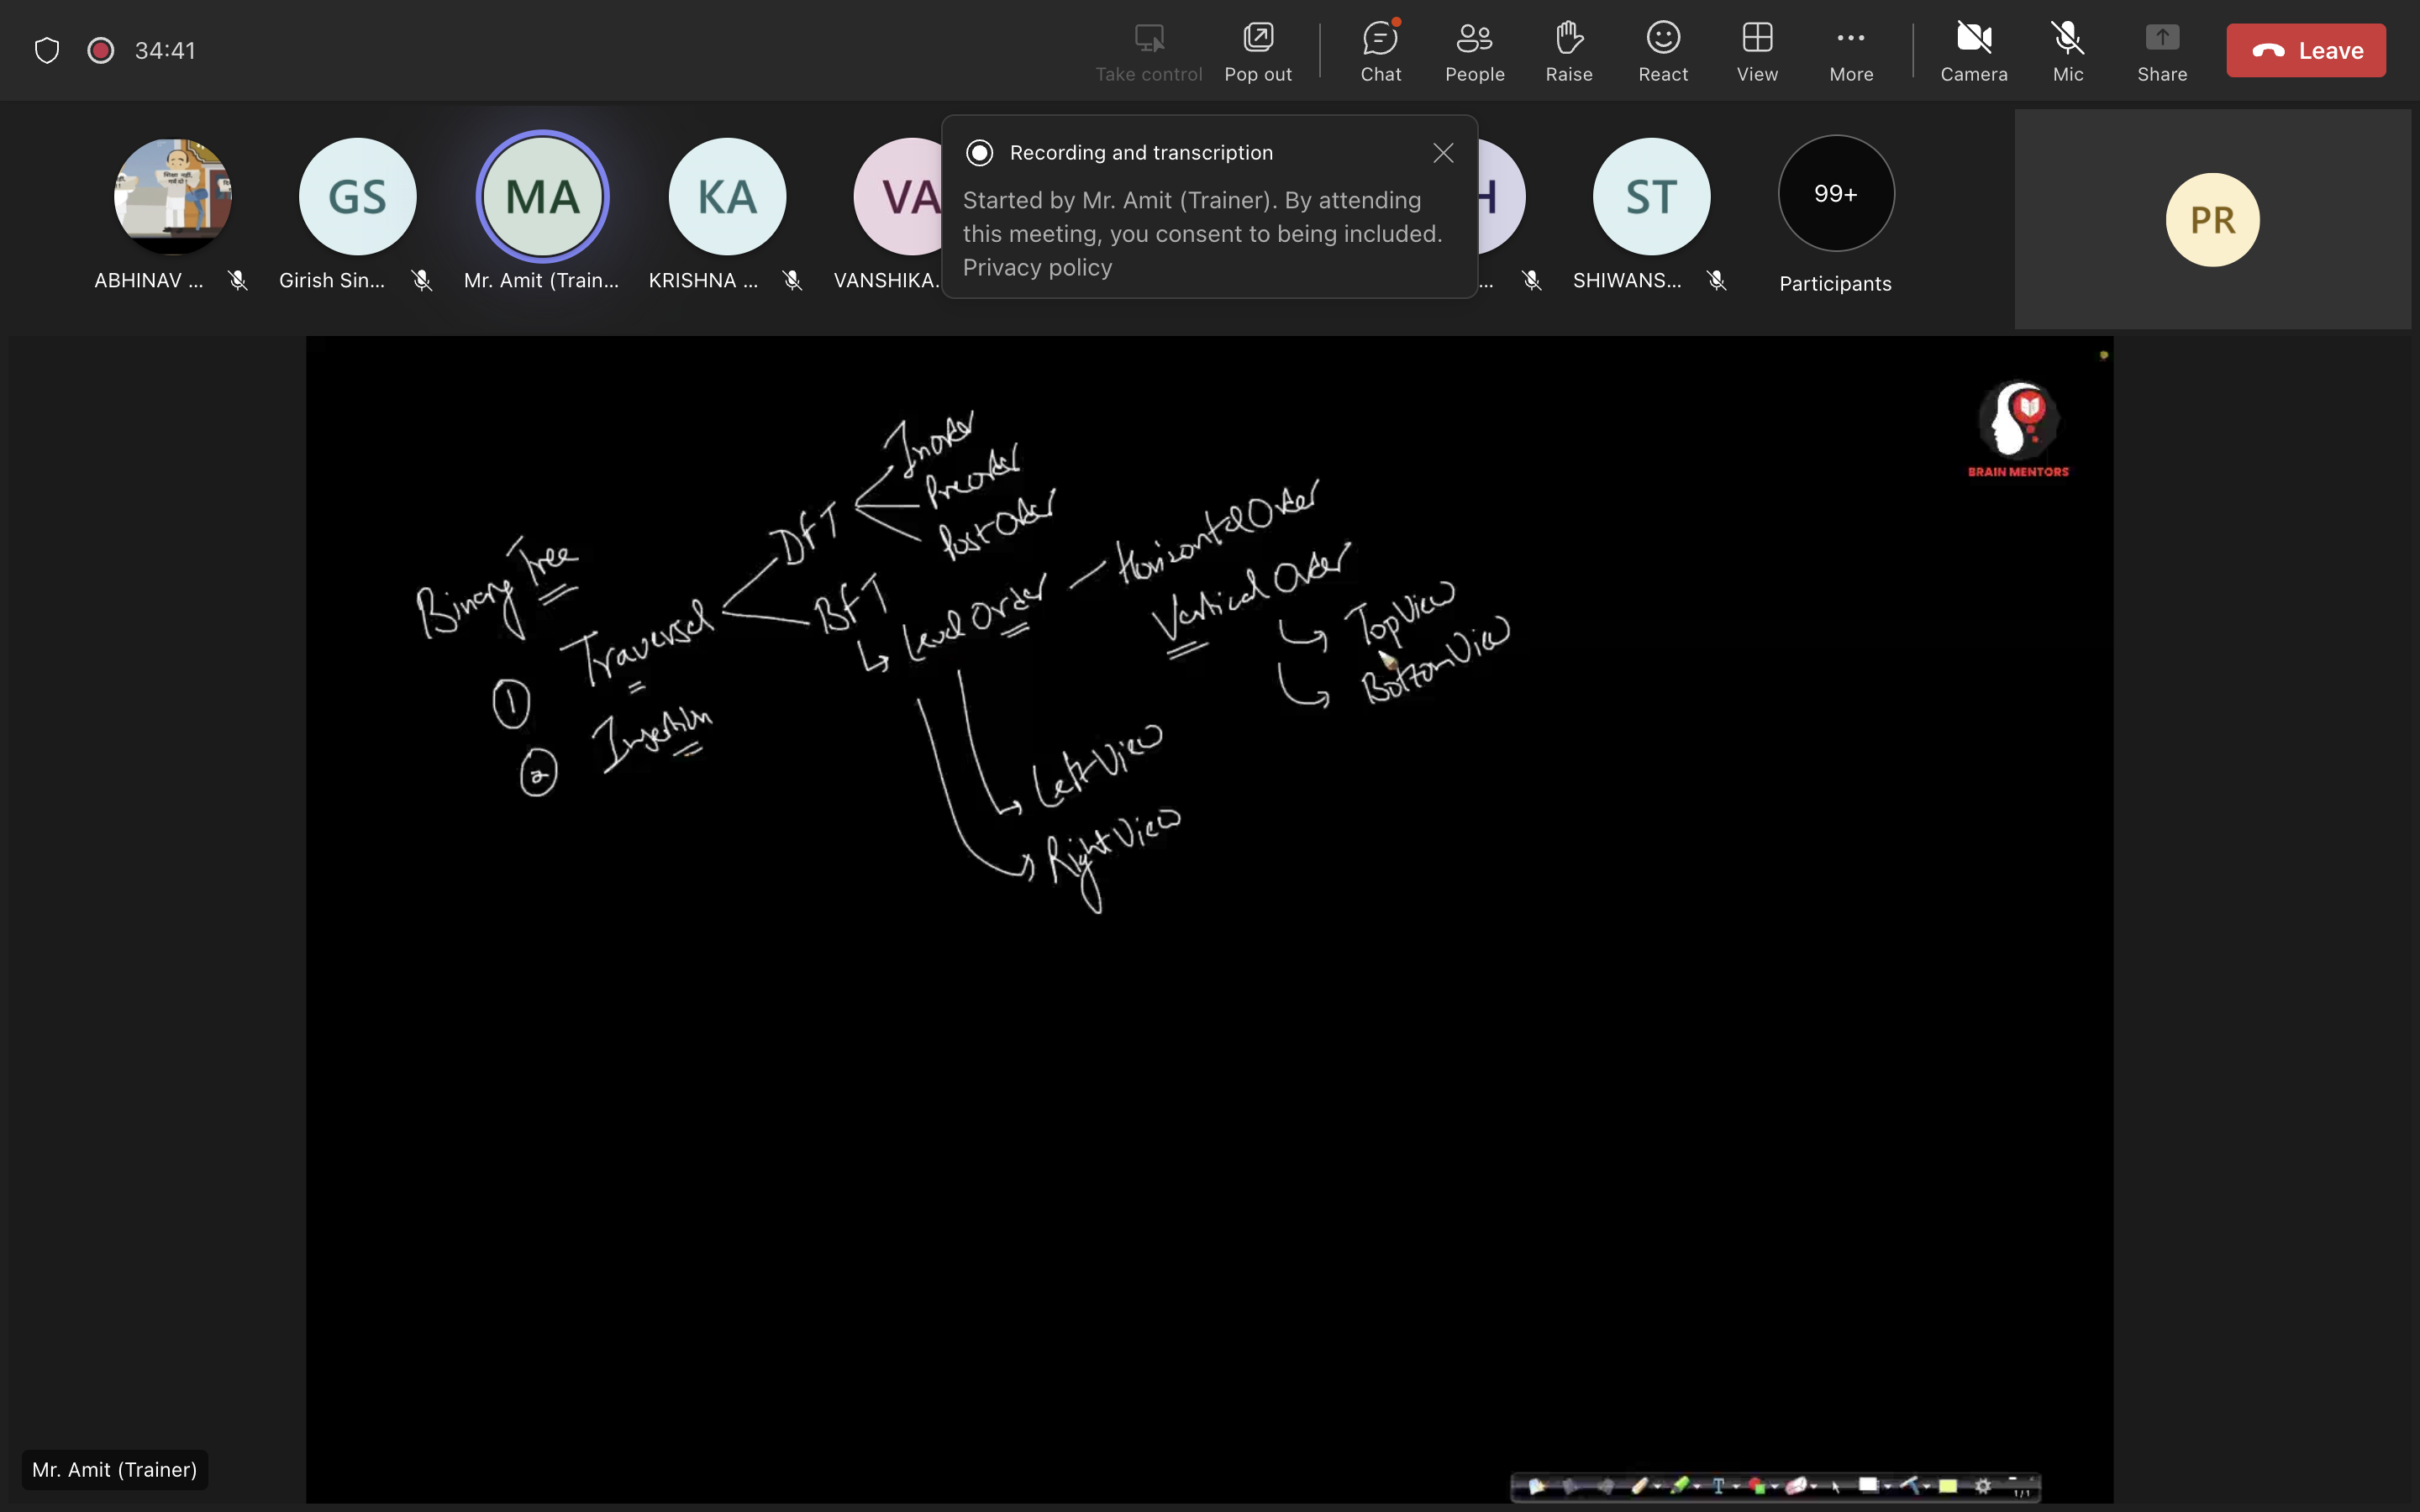 34:41
Take control
Pop out
Chat
People
Raise
React
View
More
Camera
Mic
Share
Leave
GS
MA
KA
VA
H
ST
99+
PR
ABHINAV ...
Girish Sin...
Mr. Amit (Train...
KRISHNA ...
VANSHIKA.
...
SHIWANS...
Participants
Recording and transcription
Started by Mr. Amit (Trainer). By attending
this meeting, you consent to being included.
Privacy policy
BRAIN MENTORS
Binary Tree
① Traversal
② Insertion
DFT
Inorder
Preorder
PostOrder
BFT
Level Order
Horizontal Order
Vertical Order
TopView
BottomView
LeftView
RightView
Mr. Amit (Trainer)
T
1/1